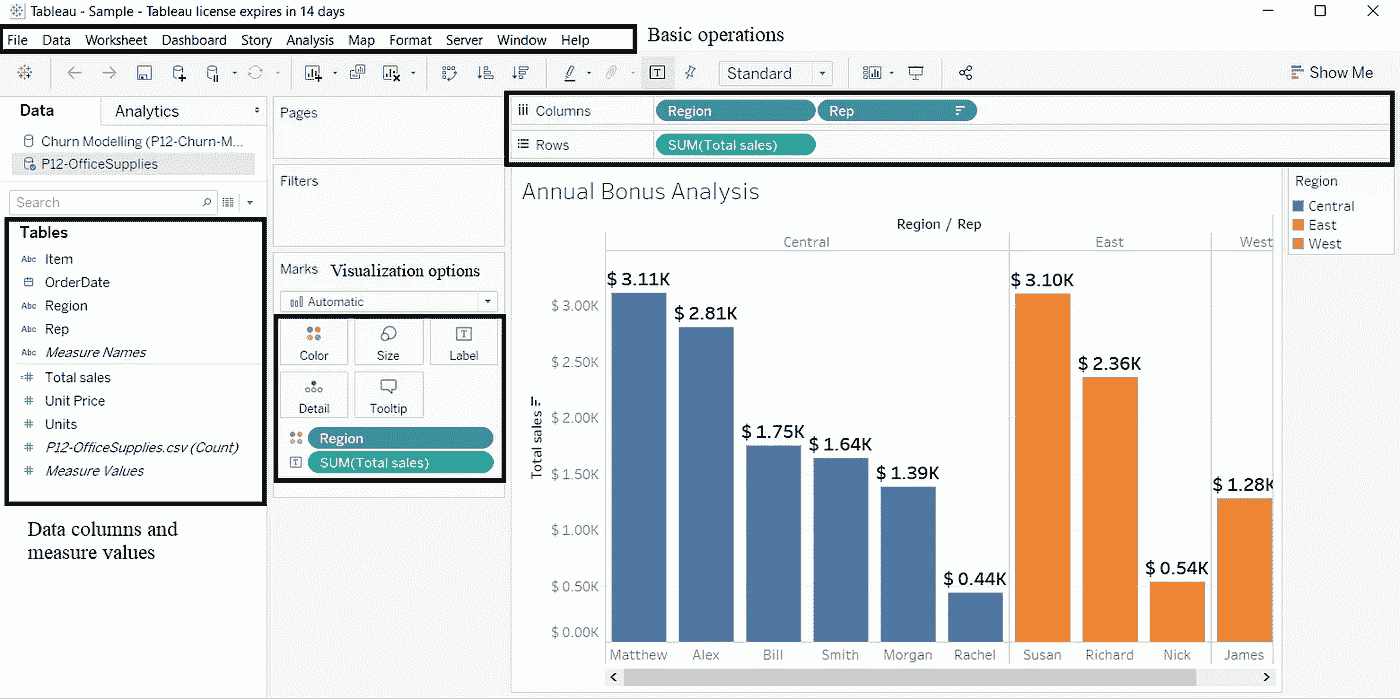 Tableau - Sample - Tableau license expires in 14 days
File Data Worksheet Dashboard Story Analysis Map Format Server Window Help
Basic operations
Standard
Show Me
Data
Analytics
Churn Modelling (P12-Churn-M...
P12-OfficeSupplies
Search
Tables
Abc Item
OrderDate
Abc Region
Abc Rep
Abc Measure Names
=# Total sales
# Unit Price
# Units
# P12-OfficeSupplies.csv (Count)
# Measure Values
Data columns and
measure values
Pages
Filters
Marks
Visualization options
Automatic
Color
Size
T
Label
Detail
Tooltip
Region
T SUM(Total sales)
Columns
Region
Rep
Rows
SUM(Total sales)
Annual Bonus Analysis
Region / Rep
Central
East
West
Total sales
$ 3.00K
$ 2.50K
$ 2.00K
$ 1.50K
$ 1.00K
$ 0.50K
$ 0.00K
$ 3.11K
$ 2.81K
$ 1.75K
$ 1.64K
$ 1.39K
$ 0.44K
$ 3.10K
$ 2.36K
$ 0.54K
$ 1.28K
Matthew
Alex
Bill
Smith
Morgan
Rachel
Susan
Richard
Nick
James
Region
Central
East
West